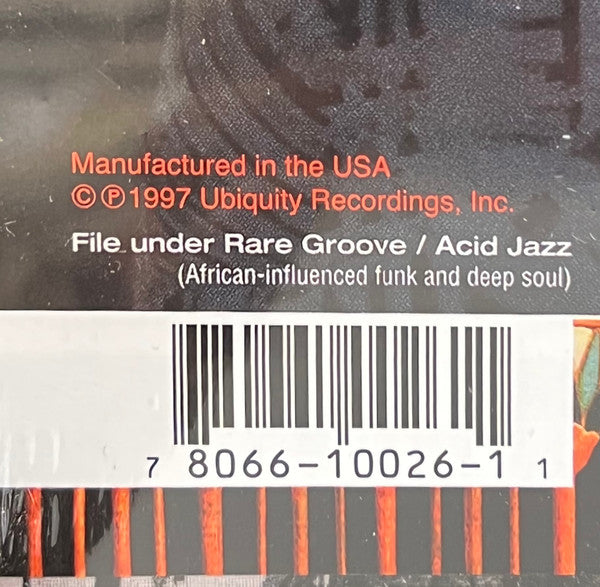 Manufactured in the USA
©℗1997 Ubiquity Recordings, Inc.
File under Rare Groove / Acid Jazz
(African-influenced funk and deep soul)
7 8066-10026-1 1